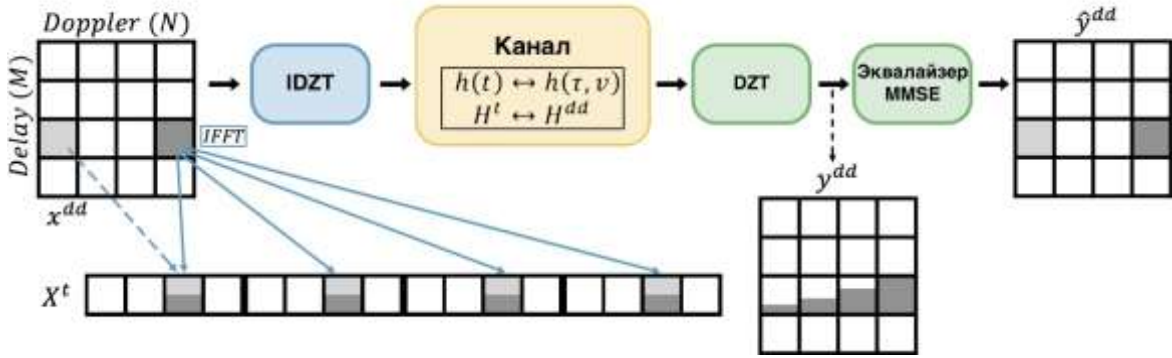 Doppler (N)
Delay (M)
x^{dd}
IFFT
IDZT
Канал
h(t) ↔ h(τ, ν)
H^t ↔ H^{dd}
DZT
Эквалайзер
MMSE
ŷ^{dd}
y^{dd}
X^t